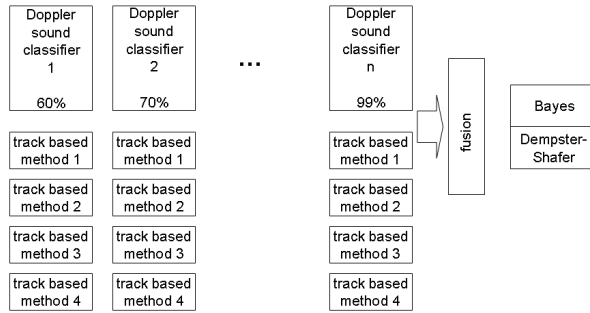 Doppler
sound
classifier
1
60%
Doppler
sound
classifier
2
70%
...
Doppler
sound
classifier
n
99%
track based
method 1
track based
method 1
track based
method 1
track based
method 2
track based
method 2
track based
method 2
track based
method 3
track based
method 3
track based
method 3
track based
method 4
track based
method 4
track based
method 4
fusion
Bayes
Dempster-
Shafer